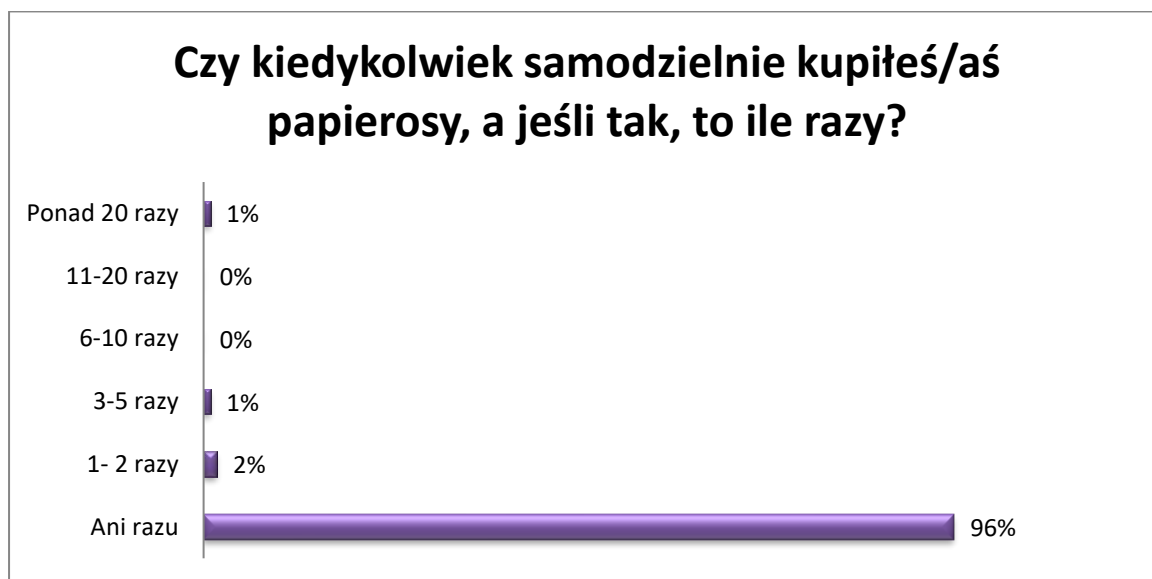 Czy kiedykolwiek samodzielnie kupiłeś/aś
papierosy, a jeśli tak, to ile razy?
Ponad 20 razy 1%
11-20 razy 0%
6-10 razy 0%
3-5 razy 1%
1- 2 razy 2%
Ani razu 96%